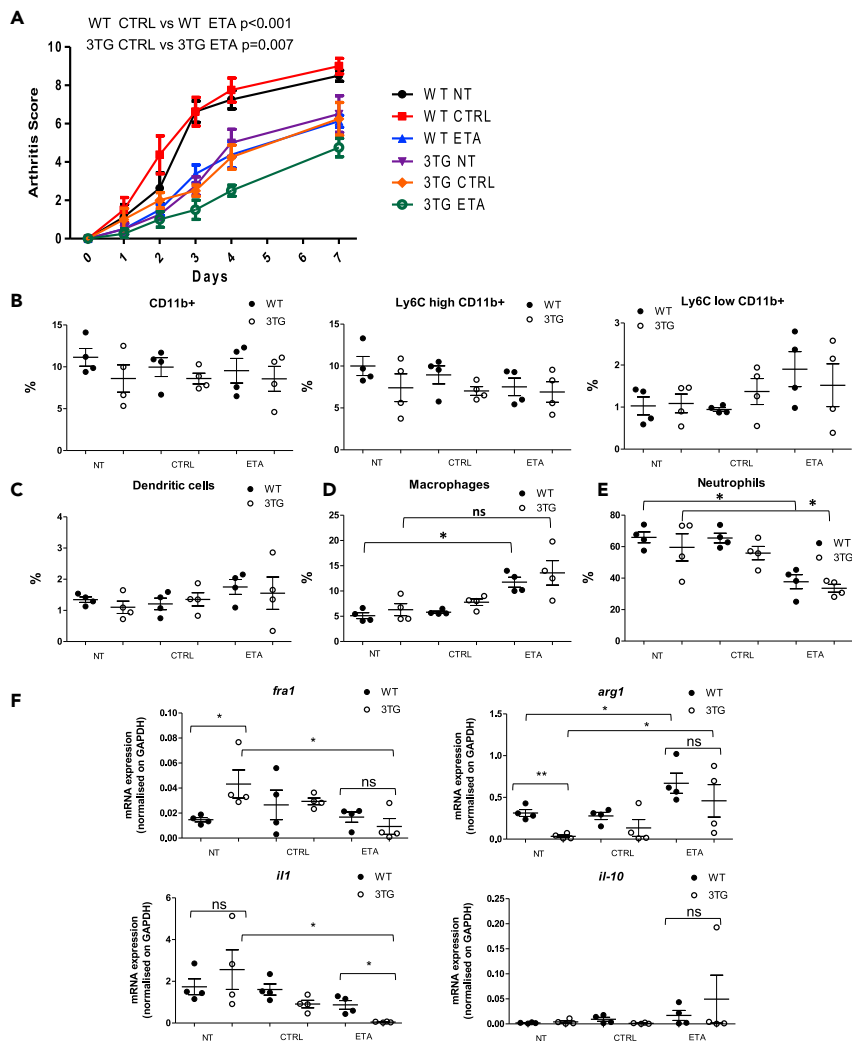 A
WT CTRL vs WT ETA p<0.001
3TG CTRL vs 3TG ETA p=0.007
Arthritis Score
10
8
6
4
2
0
0 1 2 3 4 5 6 7
Days
WT NT
WT CTRL
WT ETA
3TG NT
3TG CTRL
3TG ETA
B
CD11b+
WT
3TG
%
15
10
5
0
NT CTRL ETA
Ly6C high CD11b+
WT
3TG
%
15
10
5
0
NT CTRL ETA
Ly6C low CD11b+
WT
3TG
%
3
2
1
0
NT CTRL ETA
C
Dendritic cells
WT
3TG
%
4
3
2
1
0
NT CTRL ETA
D
Macrophages
WT
3TG
ns
*
%
20
15
10
5
0
NT CTRL ETA
E
Neutrophils
WT
3TG
*
*
%
80
60
40
20
0
NT CTRL ETA
F
fra1
WT
3TG
*
*
ns
mRNA expression
(normalised on GAPDH)
0.10
0.08
0.06
0.04
0.02
0.00
NT CTRL ETA
arg1
WT
3TG
*
*
ns
**
mRNA expression
(normalised on GAPDH)
1.5
1.0
0.5
0.0
NT CTRL ETA
il1
WT
3TG
ns
*
*
mRNA expression
(normalised on GAPDH)
6
4
2
0
NT CTRL ETA
il-10
WT
3TG
ns
mRNA expression
(normalised on GAPDH)
0.25
0.20
0.15
0.10
0.05
0.00
NT CTRL ETA